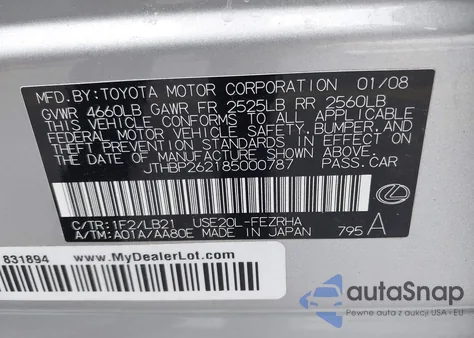 MFD. BY: TOYOTA MOTOR CORPORATION 01/08
GVWR 4660LB GAWR FR 2525LB RR 2560LB
THIS VEHICLE CONFORMS TO ALL APPLICABLE
FEDERAL MOTOR VEHICLE SAFETY, BUMPER, AND
THEFT PREVENTION STANDARDS IN EFFECT ON
THE DATE OF MANUFACTURE SHOWN ABOVE.
JTHBP262185000787 PASS.CAR
C/TR: 1F2/LB21 USE20L-FEZRHA
A/TM: A01A/AA80E MADE IN JAPAN 795 A
831894 www.MyDealerLot.com
autoSnap
Pewne auta z aukcji USA i EU